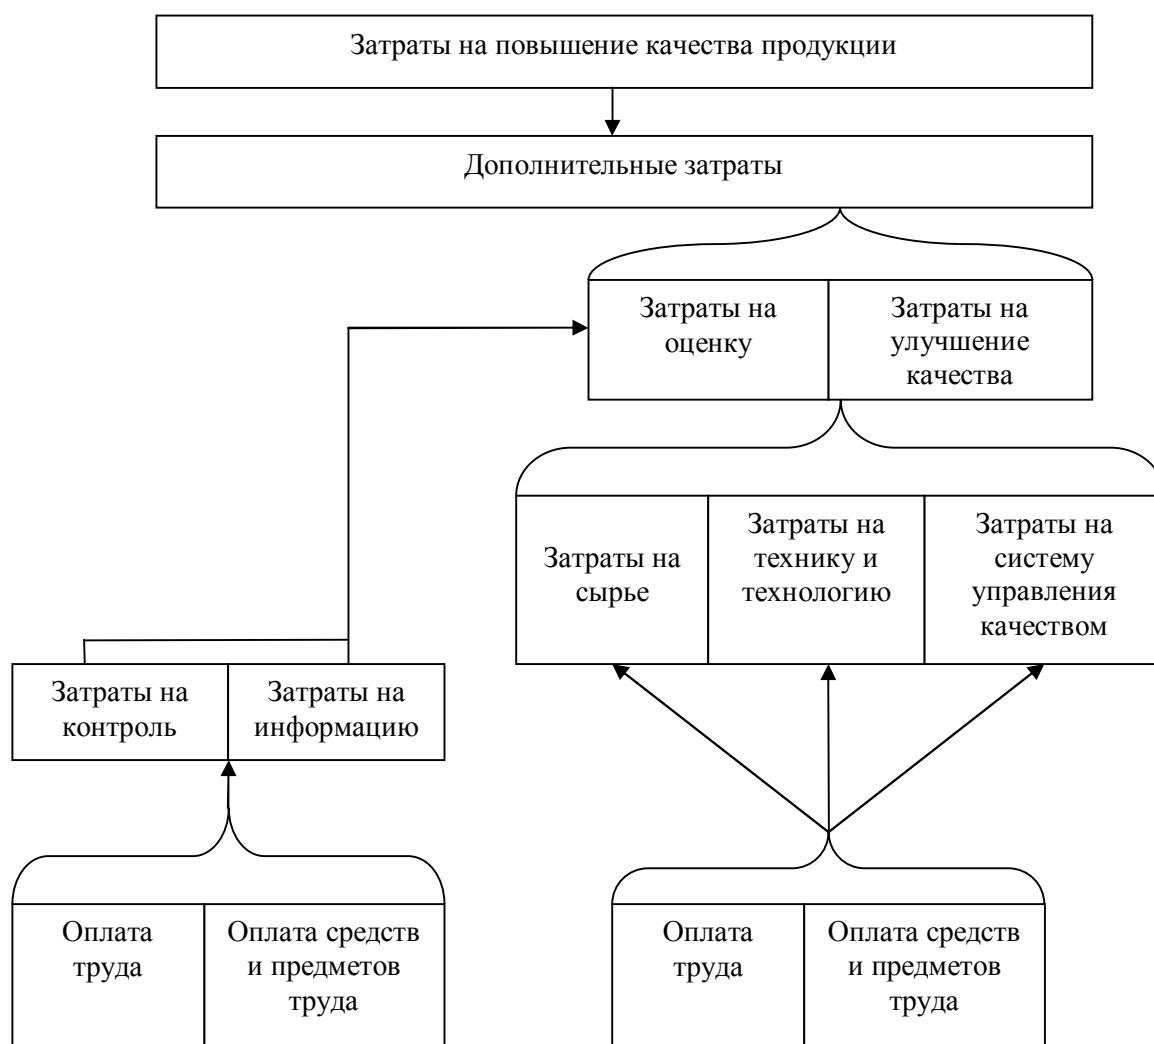 Затраты на повышение качества продукции
Дополнительные затраты
Затраты на
оценку
Затраты на
улучшение
качества
Затраты на
сырье
Затраты на
технику и
технологию
Затраты на
систему
управления
качеством
Затраты на
контроль
Затраты на
информацию
Оплата
труда
Оплата средств
и предметов
труда
Оплата
труда
Оплата средств
и предметов
труда